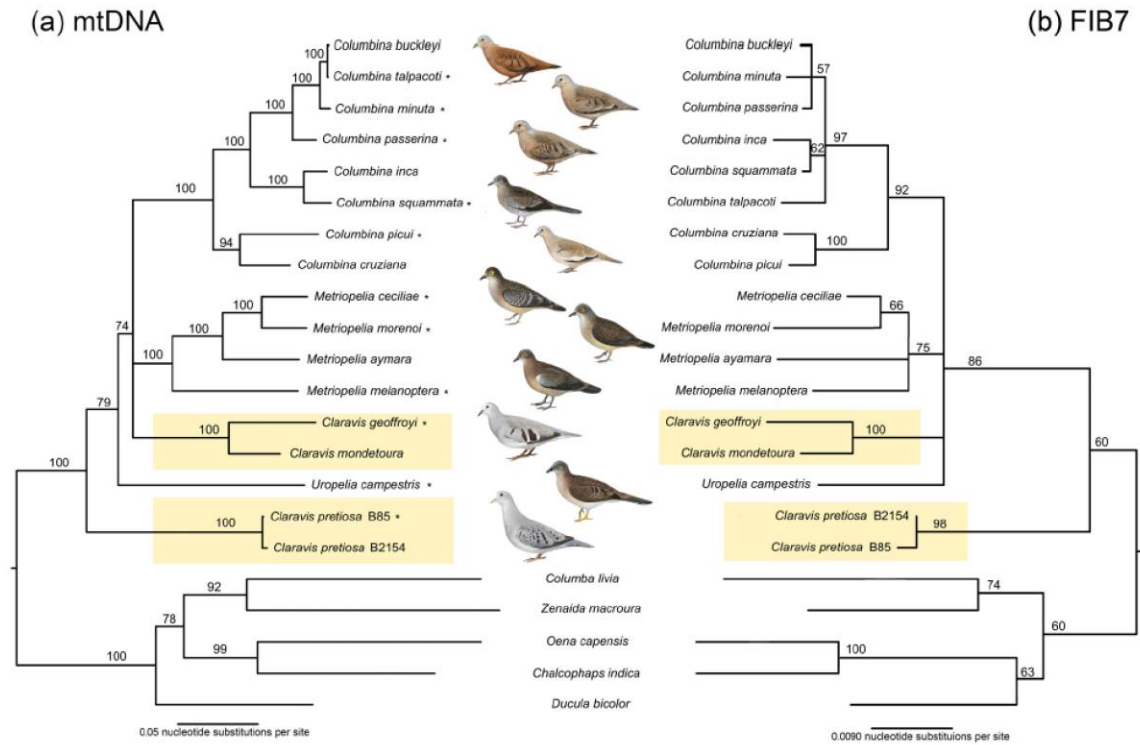 (a) mtDNA
(b) FIB7
Columbina buckleyi
Columbina talpacoti *
Columbina minuta *
Columbina passerina *
Columbina inca
Columbina squammata *
Columbina picui *
Columbina cruziana
Metriopelia ceciliae *
Metriopelia morenoi *
Metriopelia aymara
Metriopelia melanoptera *
Claravis geoffroyi *
Claravis mondetoura
Uropelia campestris *
Claravis pretiosa B85 *
Claravis pretiosa B2154
100
100
100
100
100
100
94
100
100
74
100
79
100
100
100
92
78
99
100
0.05 nucleotide substitutions per site
Columba livia
Zenaida macroura
Oena capensis
Chalcophaps indica
Ducula bicolor
Columbina buckleyi
Columbina minuta
Columbina passerina
Columbina inca
Columbina squammata
Columbina talpacoti
Columbina cruziana
Columbina picui
Metriopelia ceciliae
Metriopelia morenoi
Metriopelia ayamara
Metriopelia melanoptera
Claravis geoffroyi
Claravis mondetoura
Uropelia campestris
Claravis pretiosa B2154
Claravis pretiosa B85
57
97
62
92
100
66
75
86
100
60
98
74
60
100
63
0.0090 nucleotide substituions per site